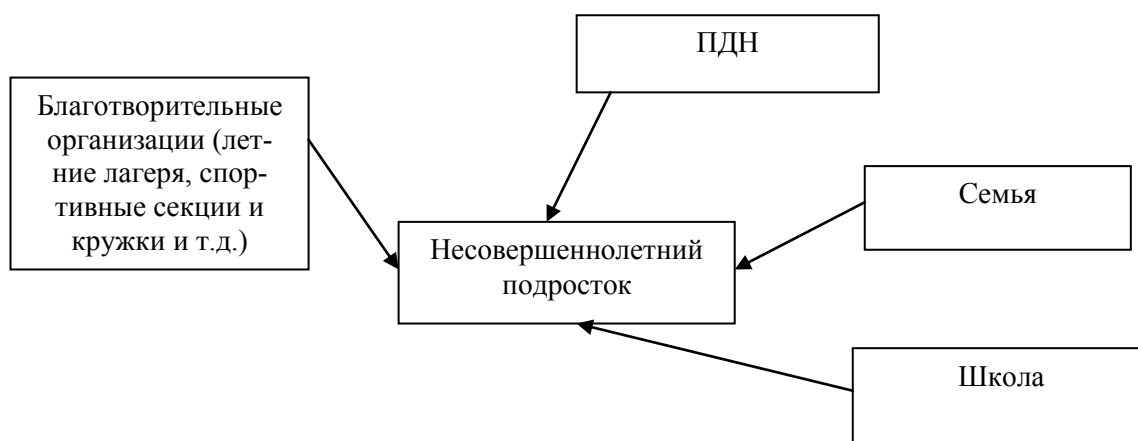 ПДН
Благотворительные
организации (лет-
ние лагеря, спор-
тивные секции и
кружки и т.д.)
Семья
Несовершеннолетний
подросток
Школа